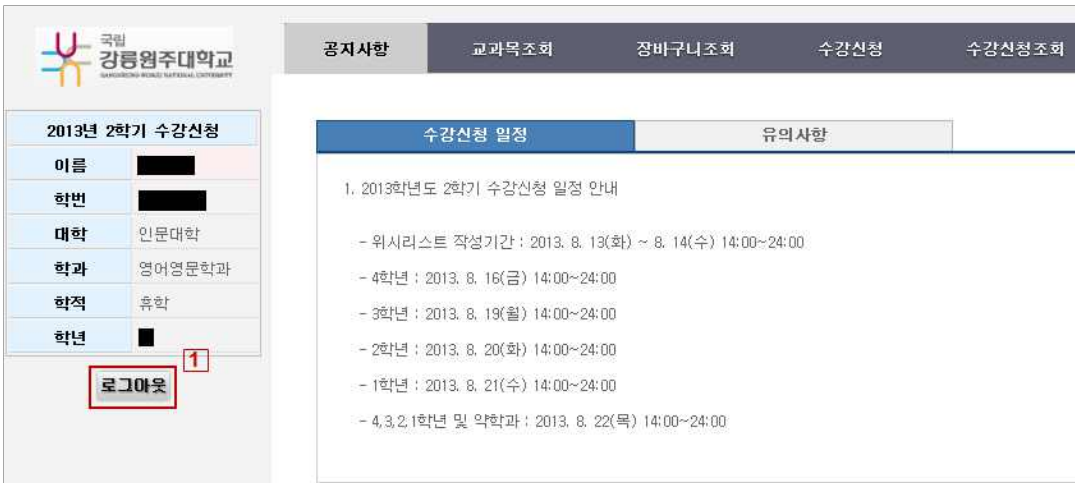 국립
강릉원주대학교
GANGNEUNG-WONJU NATIONAL UNIVERSITY
공지사항 교과목조회 장바구니조회 수강신청 수강신청조회
2013년 2학기 수강신청
이름
학번
대학 인문대학
학과 영어영문학과
학적 휴학
학년
1
로그아웃
수강신청 일정 유의사항
1. 2013학년도 2학기 수강신청 일정 안내
- 위시리스트 작성기간 : 2013. 8. 13(화) ~ 8. 14(수) 14:00~24:00
- 4학년 : 2013. 8. 16(금) 14:00~24:00
- 3학년 : 2013. 8. 19(월) 14:00~24:00
- 2학년 : 2013. 8. 20(화) 14:00~24:00
- 1학년 : 2013. 8. 21(수) 14:00~24:00
- 4,3,2,1학년 및 약학과 : 2013. 8. 22(목) 14:00~24:00